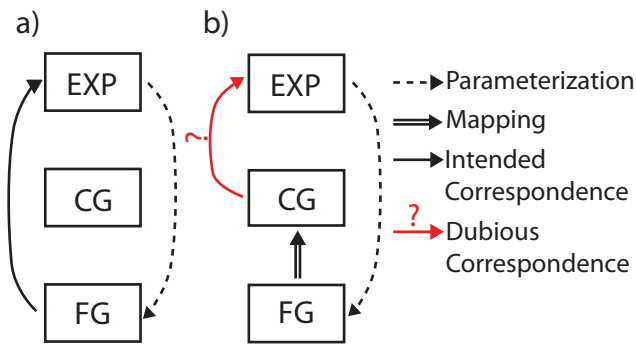 a)
EXP
CG
FG
b)
EXP
?
CG
FG
Parameterization
Mapping
Intended
Correspondence
?
Dubious
Correspondence